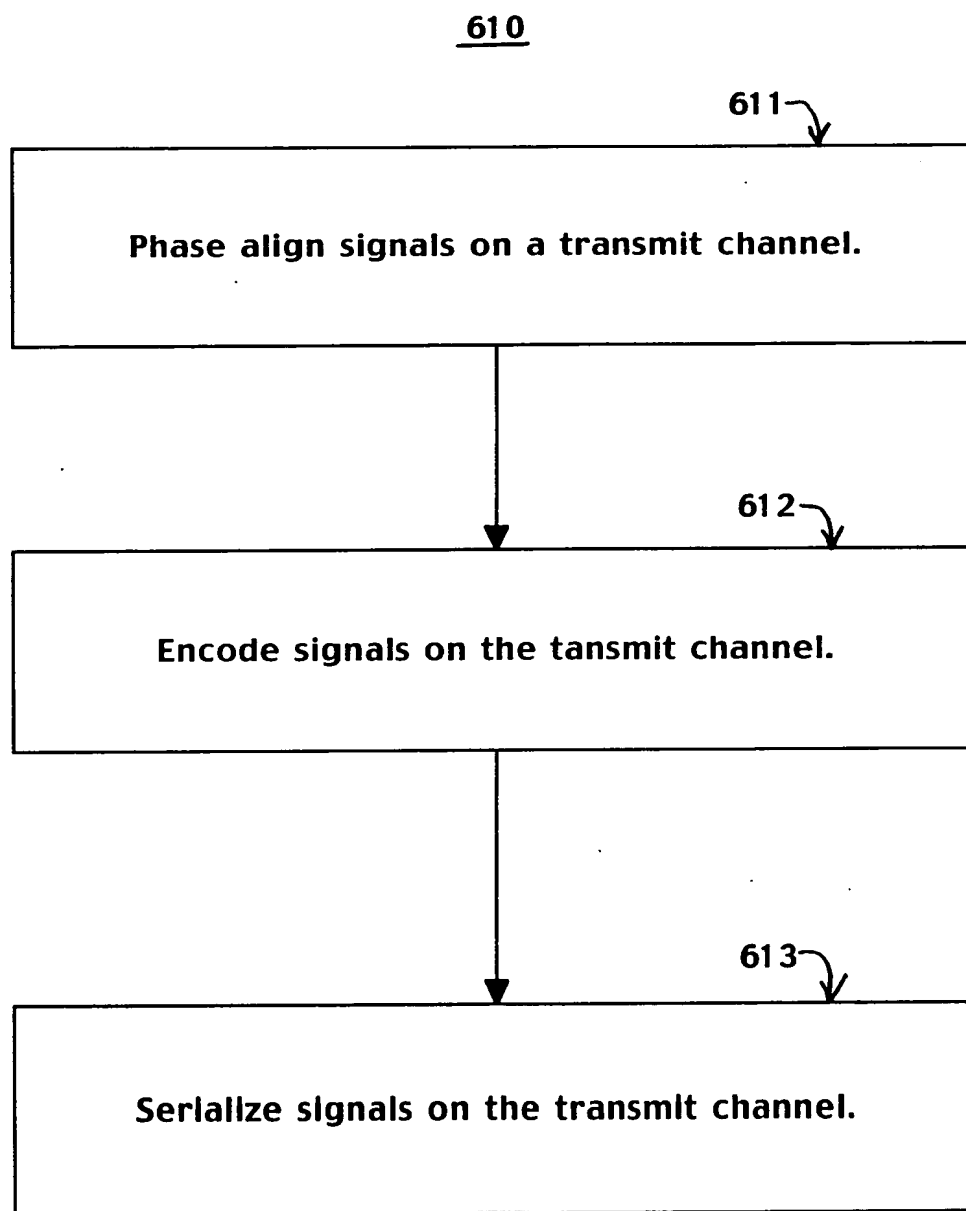 610
611
Phase align signals on a transmit channel.
612
Encode signals on the tansmit channel.
613
Serialize signals on the transmit channel.